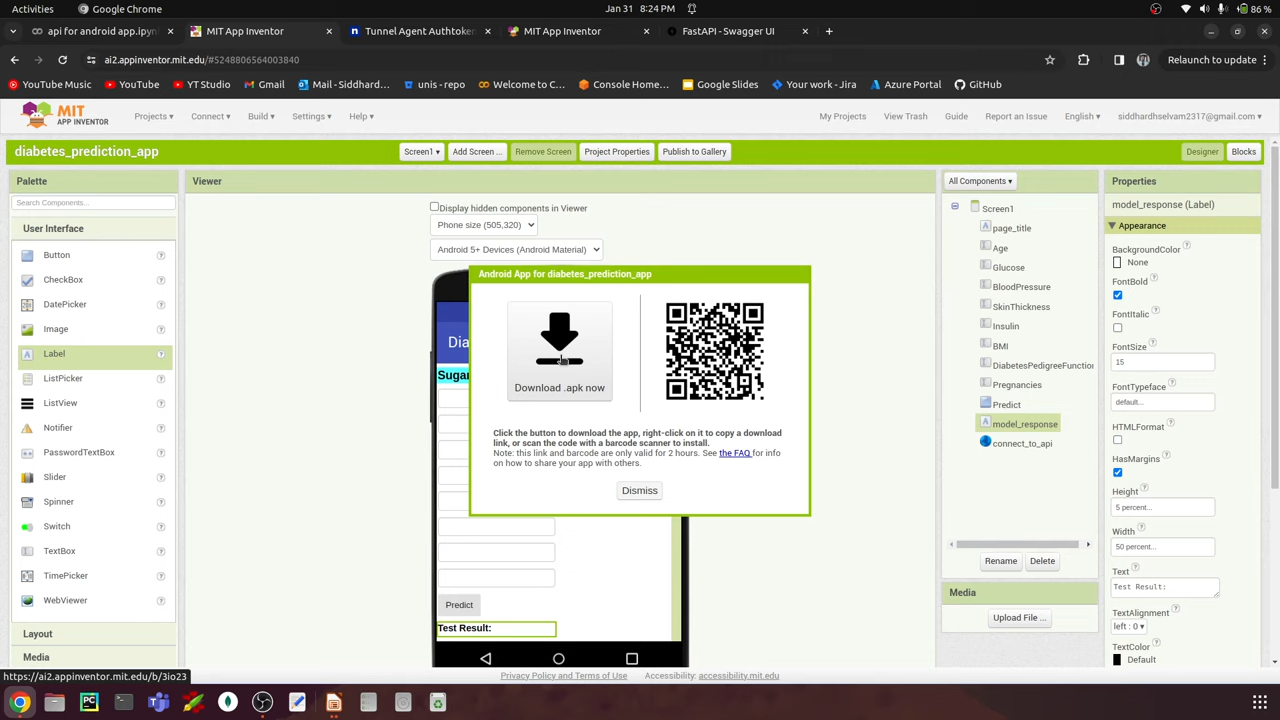 Activities
Google Chrome
Jan 31 8:24 PM
86 %
api for android app.ipyn
MIT App Inventor
Tunnel Agent Authtoken
MIT App Inventor
FastAPI - Swagger UI
ai2.appinventor.mit.edu/#5248806564003840
Relaunch to update
YouTube Music
YouTube
YT Studio
Gmail
Mail - Siddhard...
unis - repo
Welcome to C...
Console Home...
Google Slides
Your work - Jira
Azure Portal
GitHub
MIT
APP INVENTOR
Projects ▾
Connect ▾
Build ▾
Settings ▾
Help ▾
My Projects
View Trash
Guide
Report an Issue
English ▾
siddhardhselvam2317@gmail.com ▾
diabetes_prediction_app
Screen1 ▾
Add Screen ...
Remove Screen
Project Properties
Publish to Gallery
Designer
Blocks
Palette
Search Components...
User Interface
Button
CheckBox
DatePicker
Image
Label
ListPicker
ListView
Notifier
PasswordTextBox
Slider
Spinner
Switch
TextBox
TimePicker
WebViewer
Layout
Media
Viewer
Display hidden components in Viewer
Phone size (505,320)
Android 5+ Devices (Android Material)
Dia
Sugar
Predict
Test Result:
Android App for diabetes_prediction_app
Download .apk now
Click the button to download the app, right-click on it to copy a download
link, or scan the code with a barcode scanner to install.
Note: this link and barcode are only valid for 2 hours. See the FAQ for info
on how to share your app with others.
Dismiss
All Components ▾
Screen1
page_title
Age
Glucose
BloodPressure
SkinThickness
Insulin
BMI
DiabetesPedigreeFunctio
Pregnancies
Predict
model_response
connect_to_api
Rename
Delete
Media
Upload File ...
Properties
model_response (Label)
Appearance
BackgroundColor
None
FontBold
FontItalic
FontSize
15
FontTypeface
default...
HTMLFormat
HasMargins
Height
5 percent...
Width
50 percent...
Text
Test Result:
TextAlignment
left : 0 ▾
TextColor
Default
https://ai2.appinventor.mit.edu/b/3io23
Privacy Policy and Terms of Use
Accessibility: accessibility.mit.edu